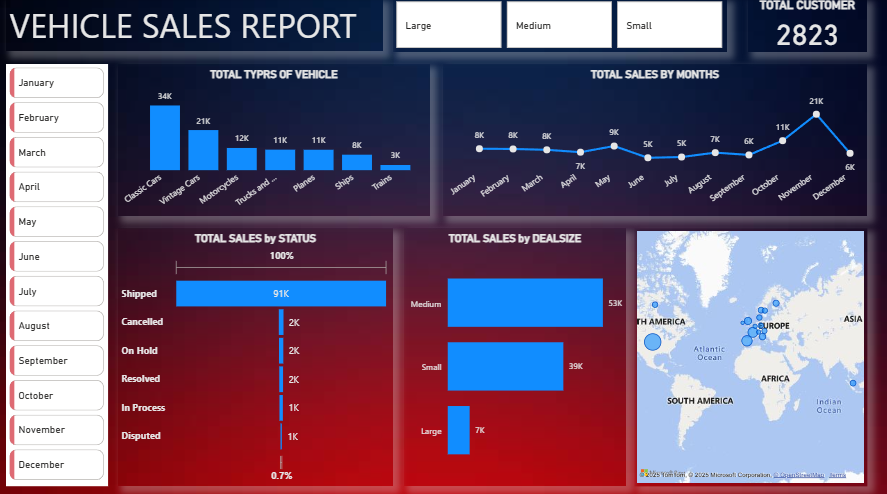 VEHICLE SALES REPORT
Large
Medium
Small
TOTAL CUSTOMER
2823
January
February
March
April
May
June
July
August
September
October
November
December
TOTAL TYPRS OF VEHICLE
34K
21K
12K
11K
11K
8K
3K
Classic Cars
Vintage Cars
Motorcycles
Trucks and ...
Planes
Ships
Trains
TOTAL SALES BY MONTHS
8K
8K
8K
7K
9K
5K
5K
7K
6K
11K
21K
6K
January
February
March
April
May
June
July
August
September
October
November
December
TOTAL SALES by STATUS
100%
Shipped 91K
Cancelled 2K
On Hold 2K
Resolved 2K
In Process 1K
Disputed 1K
0.7%
TOTAL SALES by DEALSIZE
Medium 53K
Small 39K
Large 7K
TH AMERICA
EUROPE
ASIA
Atlantic
Ocean
AFRICA
SOUTH AMERICA
Indian
Ocean
© 2025 TomTom, © 2025 Microsoft Corporation, © OpenStreetMap Terms